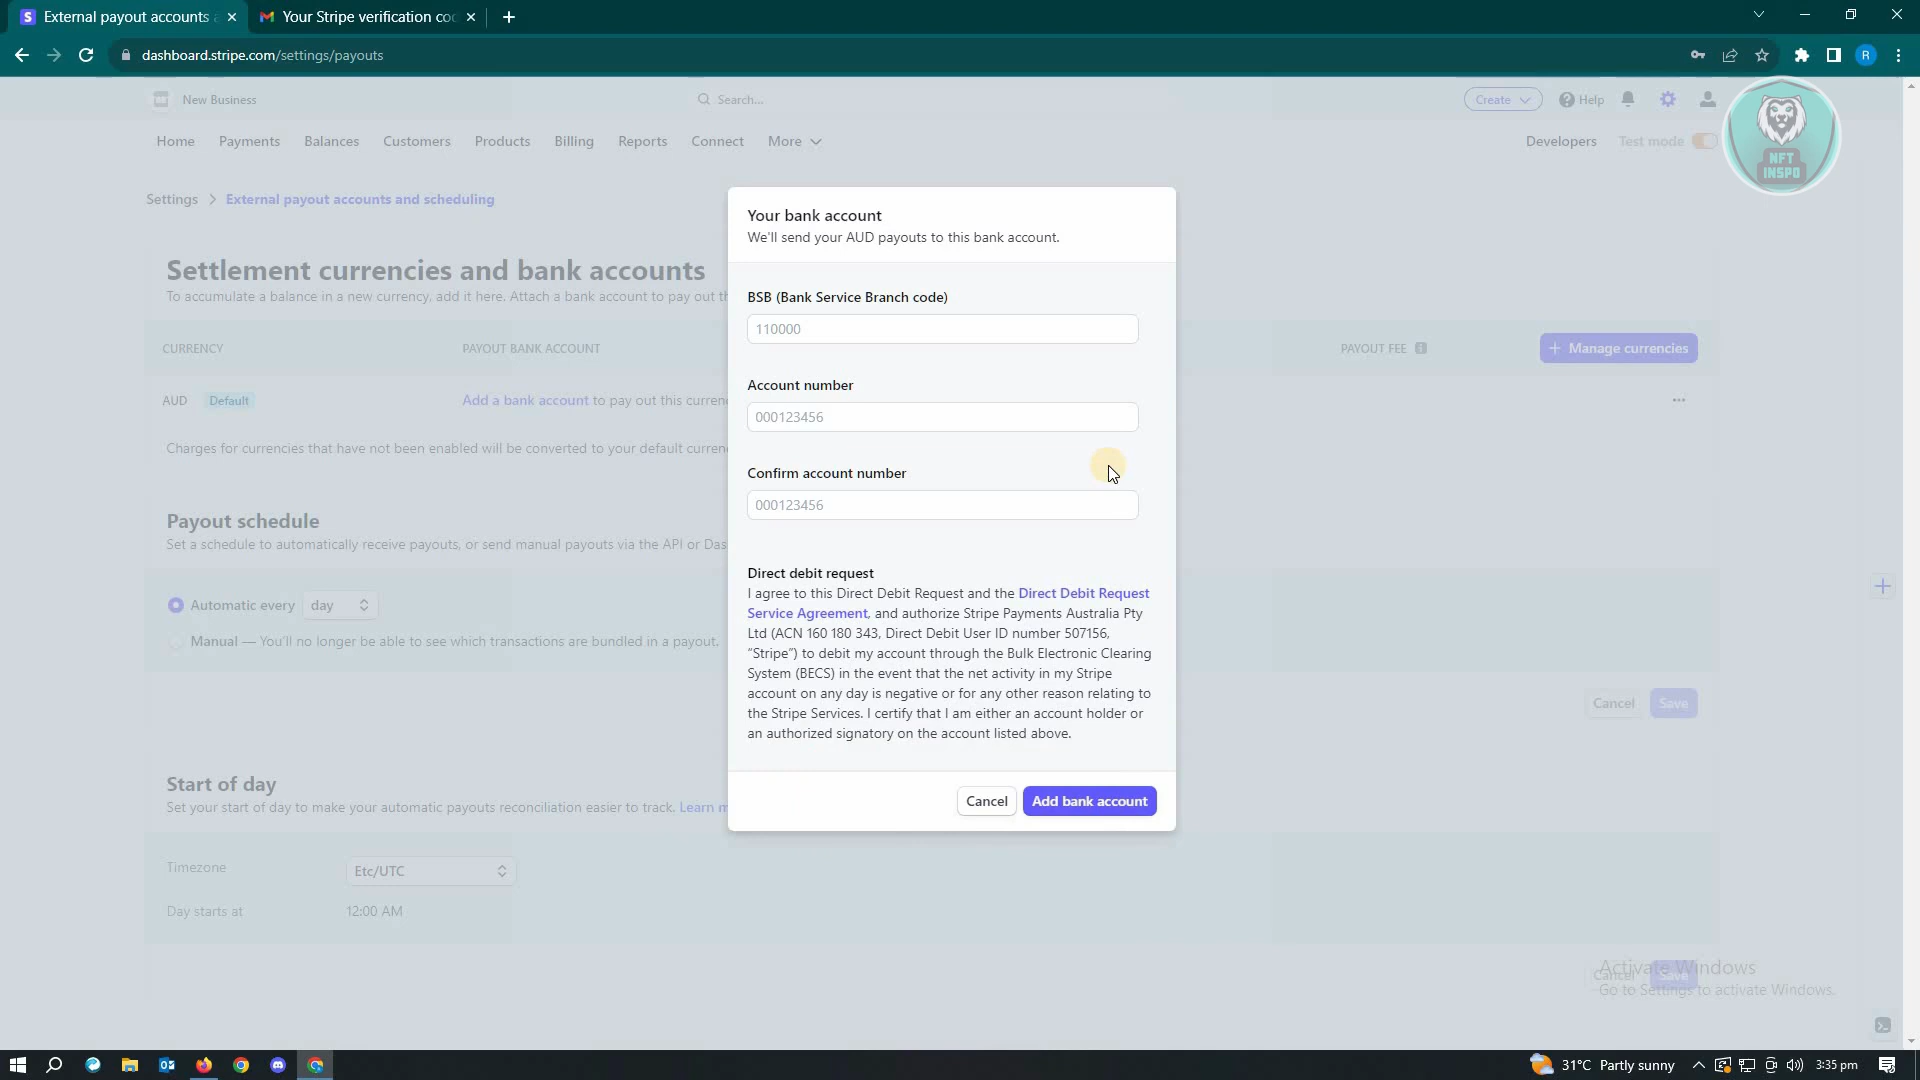 External payout accounts a
Your Stripe verification co
dashboard.stripe.com/settings/payouts
R
New Business
Search...
Create
Help
Home
Payments
Balances
Customers
Products
Billing
Reports
Connect
More
Developers
Test mode
NFT
INSPO
Settings > External payout accounts and scheduling
Settlement currencies and bank accounts
To accumulate a balance in a new currency, add it here. Attach a bank account to pay out th
CURRENCY
PAYOUT BANK ACCOUNT
PAYOUT FEE
+ Manage currencies
AUD
Default
Add a bank account to pay out this curren
...
Charges for currencies that have not been enabled will be converted to your default curren
Payout schedule
Set a schedule to automatically receive payouts, or send manual payouts via the API or Das
Automatic every
day
Manual — You'll no longer be able to see which transactions are bundled in a payout.
Cancel
Save
Start of day
Set your start of day to make your automatic payouts reconciliation easier to track. Learn m
Timezone
Etc/UTC
Day starts at
12:00 AM
Cancel
Save
Your bank account
We'll send your AUD payouts to this bank account.
BSB (Bank Service Branch code)
110000
Account number
000123456
Confirm account number
000123456
Direct debit request
I agree to this Direct Debit Request and the Direct Debit Request
Service Agreement, and authorize Stripe Payments Australia Pty
Ltd (ACN 160 180 343, Direct Debit User ID number 507156,
“Stripe”) to debit my account through the Bulk Electronic Clearing
System (BECS) in the event that the net activity in my Stripe
account on any day is negative or for any other reason relating to
the Stripe Services. I certify that I am either an account holder or
an authorized signatory on the account listed above.
Cancel
Add bank account
Activate Windows
Go to Settings to activate Windows.
31°C Partly sunny
3:35 pm